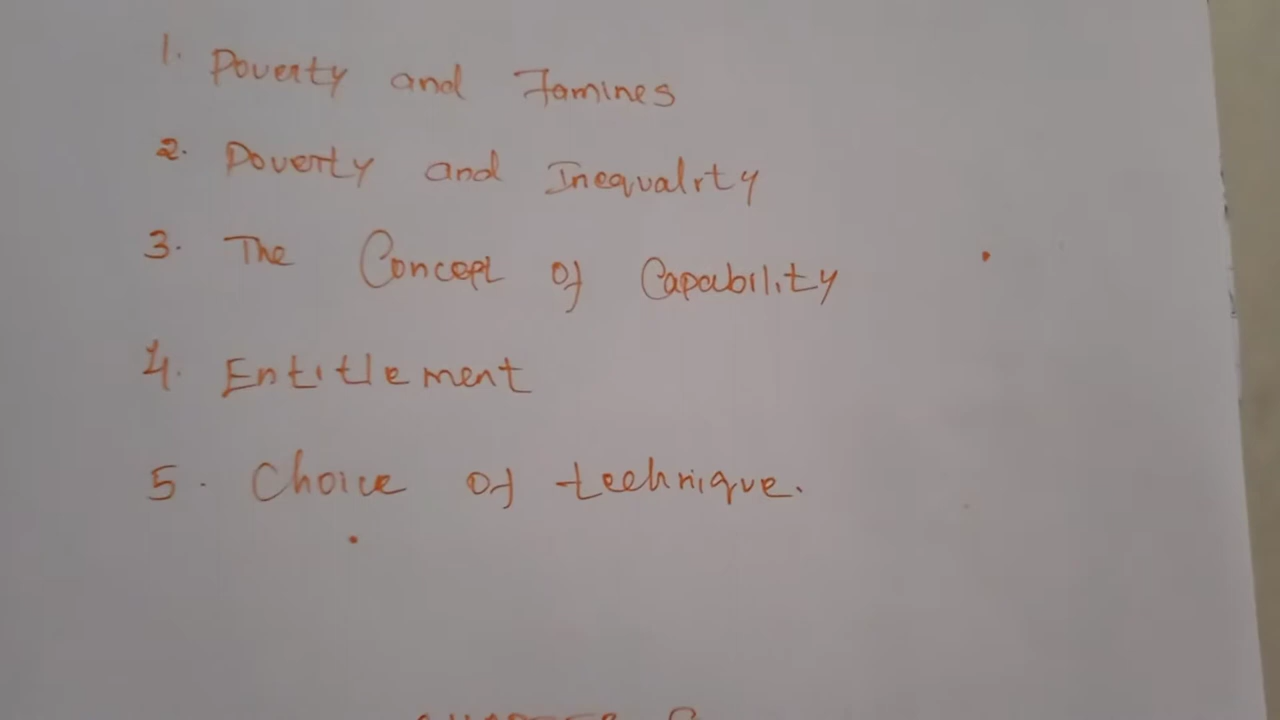 1. Poverty and Famines
2. Poverty and Inequality
3. The Concept of Capability
4. Entitlement
5. Choice of technique.